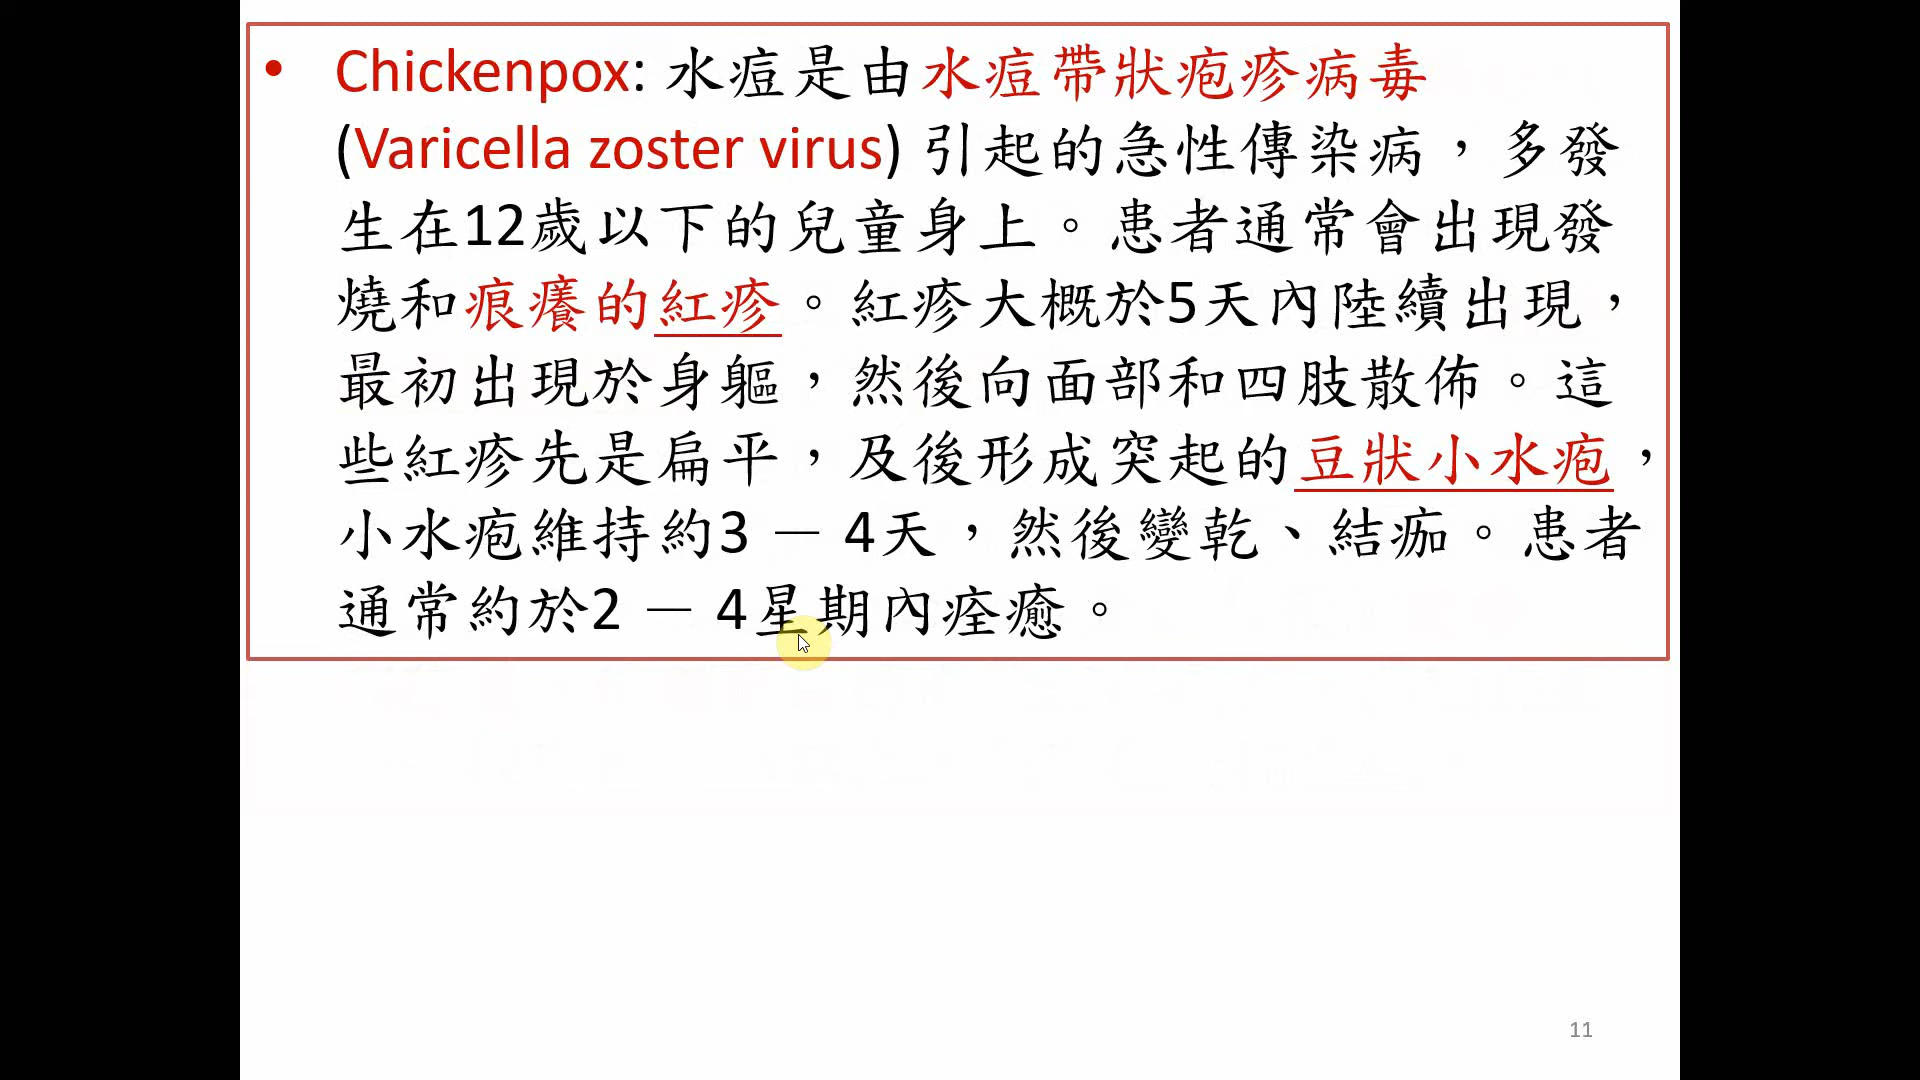 • Chickenpox: 水痘是由水痘帶狀疱疹病毒
(Varicella zoster virus) 引起的急性傳染病，多發
生在12歲以下的兒童身上。患者通常會出現發
燒和痕癢的紅疹。紅疹大概於5天內陸續出現，
最初出現於身軀，然後向面部和四肢散佈。這
些紅疹先是扁平，及後形成突起的豆狀小水疱，
小水疱維持約3 － 4天，然後變乾、結痂。患者
通常約於2 － 4星期內痊癒。
11